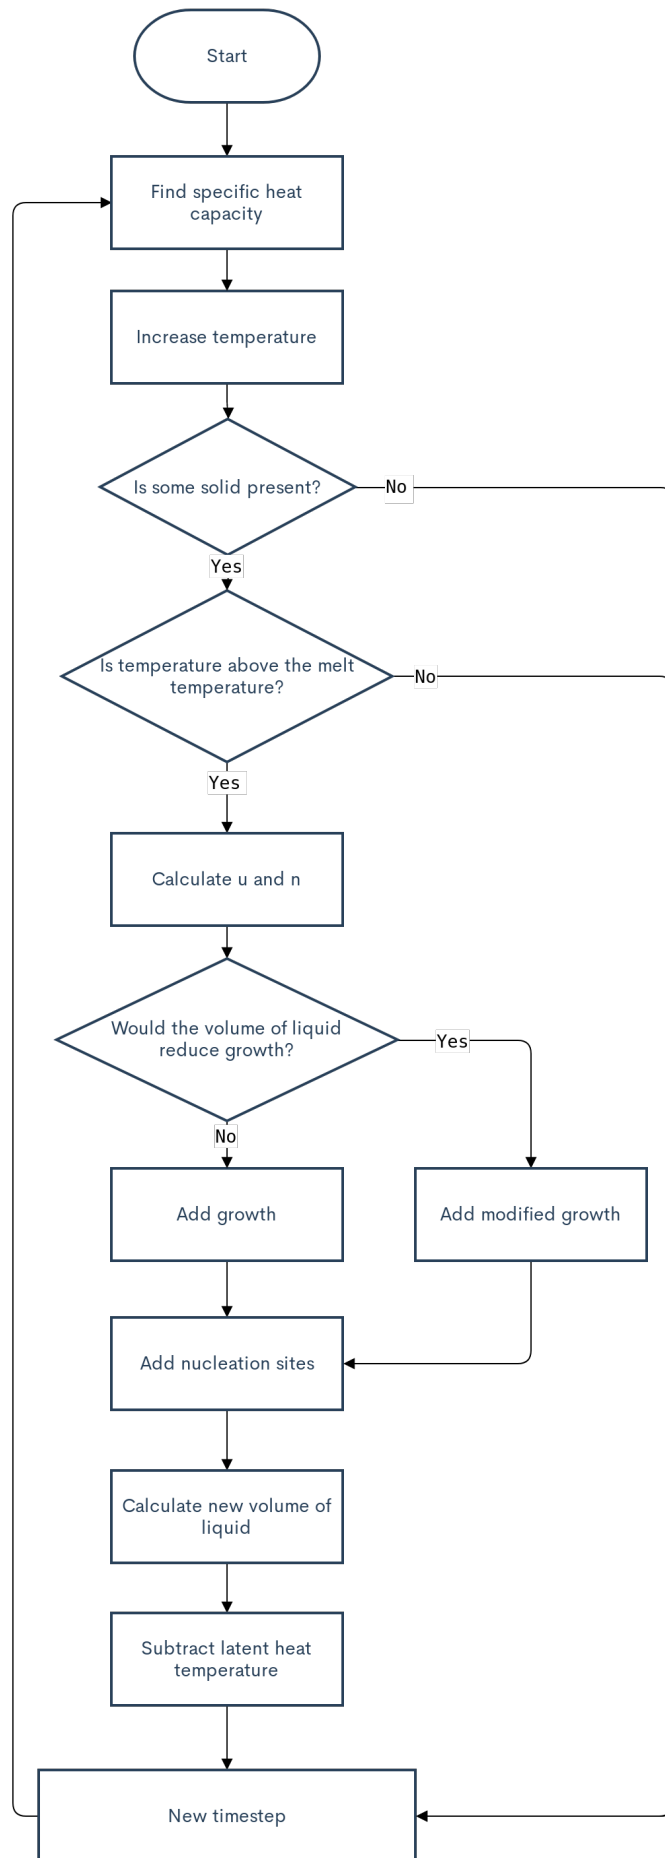 Start
Find specific heat
capacity
Increase temperature
Is some solid present?
No
Yes
Is temperature above the melt
temperature?
No
Yes
Calculate u and n
Would the volume of liquid
reduce growth?
Yes
No
Add growth
Add modified growth
Add nucleation sites
Calculate new volume of
liquid
Subtract latent heat
temperature
New timestep